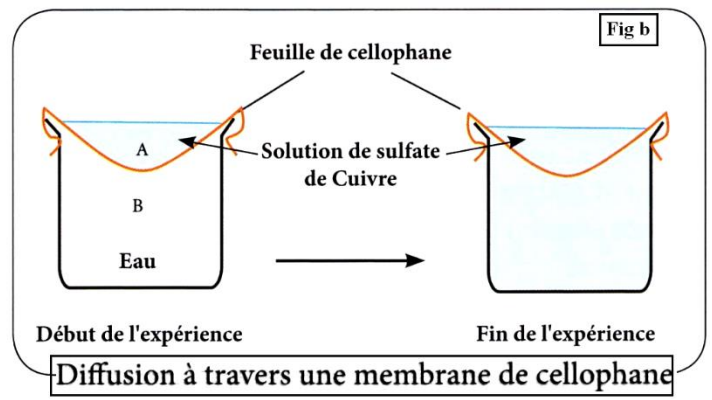 Fig b
Feuille de cellophane
A
Solution de sulfate
de Cuivre
B
Eau
Début de l'expérience
Fin de l'expérience
Diffusion à travers une membrane de cellophane